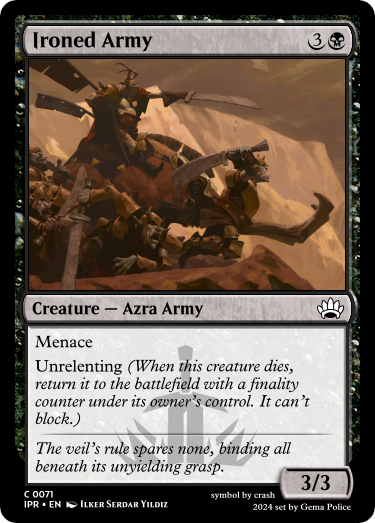 Ironed Army 3
Creature — Azra Army
Menace
Unrelenting (When this creature dies,
return it to the battlefield with a finality
counter under its owner's control. It can't
block.)
The veil's rule spares none, binding all
beneath its unyielding grasp.
3/3
C 0071
IPR • EN Ilker Serdar Yildiz
symbol by crash
2024 set by Gema Police